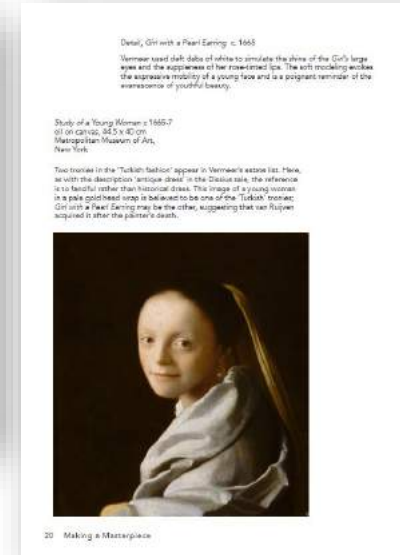 Detail, Girl with a Pearl Earring c. 1665
Vermeer used deft dabs of white to simulate the shine of the Girl's large
eyes and the suppleness of her rose-tinted lips. The soft modeling evokes
the expressive mobility of a young face and is a poignant reminder of the
evanescence of youthful beauty.
Study of a Young Woman c 1665-7
oil on canvas, 44.5 x 40 cm
Metropolitan Museum of Art,
New York
Two tronies in the 'Turkish fashion' appear in Vermeer's estate list. Here,
as with the description 'antique dress' in the Dissius sale, the reference
is to fanciful rather than historical dress. This image of a young woman
in a pale gold head wrap is believed to be one of the 'Turkish' tronies;
Girl with a Pearl Earring may be the other, suggesting that van Ruijven
acquired it after the painter's death.
20 Making a Masterpiece